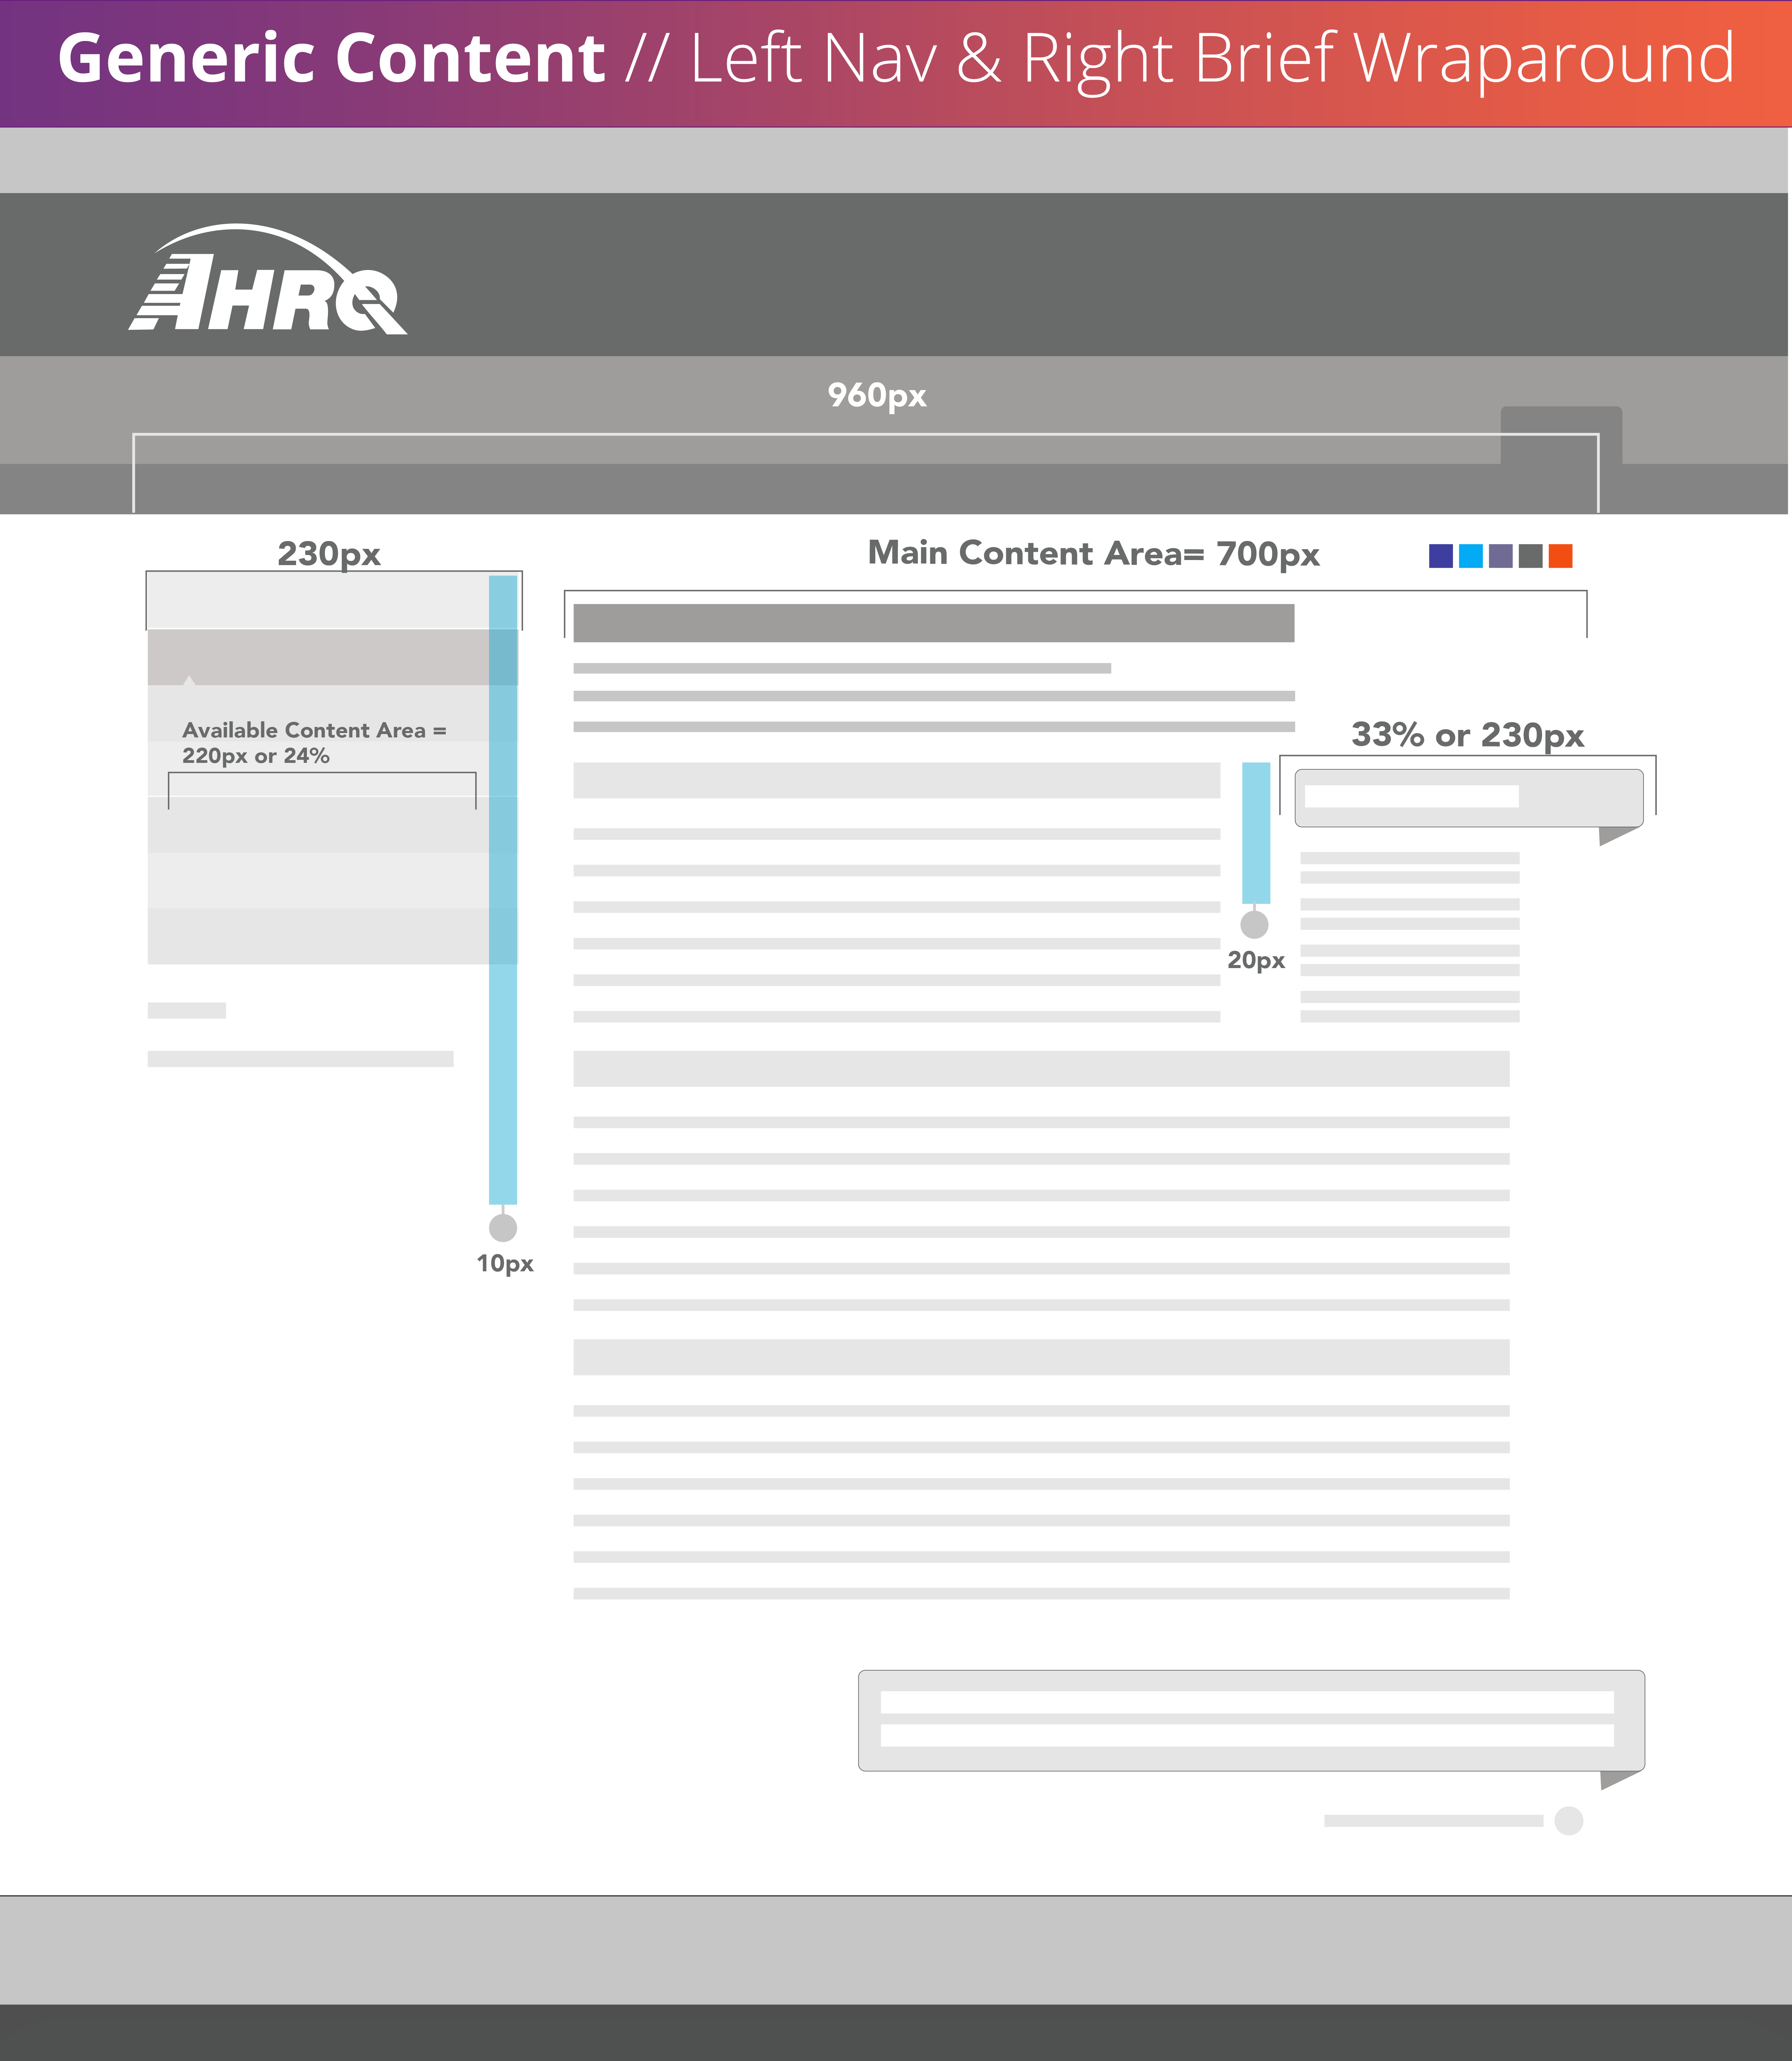 Generic Content // Left Nav & Right Brief Wraparound
AHRQ
960px
230px
Main Content Area= 700px
Available Content Area =
220px or 24%
33% or 230px
20px
10px